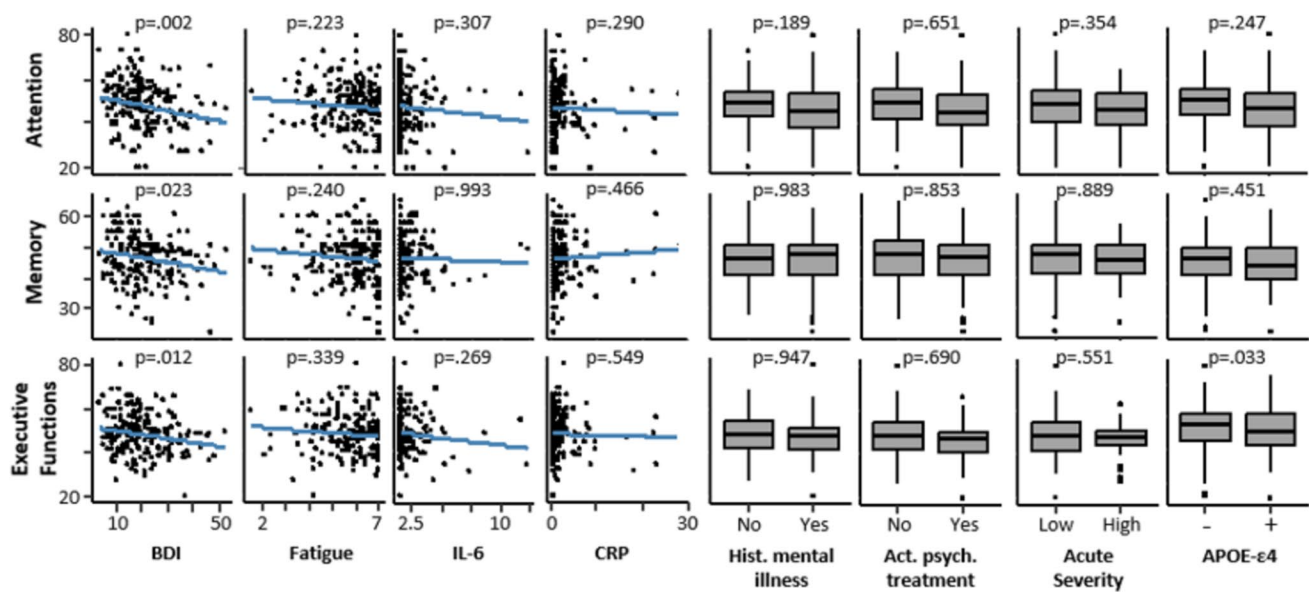 p=.002 p=.223 p=.307 p=.290 p=.189 p=.651 p=.354 p=.247
80
Attention
20
p=.023 p=.240 p=.993 p=.466 p=.983 p=.853 p=.889 p=.451
60
Memory
30
p=.012 p=.339 p=.269 p=.549 p=.947 p=.690 p=.551 p=.033
80
Executive
Functions
20
10 50 2 7 2.5 10 0 30 No Yes No Yes Low High - +
BDI Fatigue IL-6 CRP Hist. mental Act. psych. Acute APOE-ε4
illness treatment Severity